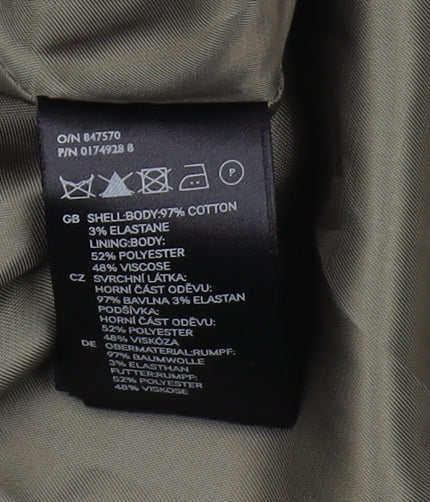 O/N 847570
P/N 0174928 8
P
GB SHELL:BODY:97% COTTON
3% ELASTANE
LINING:BODY:
52% POLYESTER
48% VISCOSE
CZ SVRCHNÍ LÁTKA:
HORNÍ ČÁST ODĚVU:
97% BAVLNA 3% ELASTAN
PODŠÍVKA:
HORNÍ ČÁST ODĚVU:
52% POLYESTER
48% VISKÓZA
DE OBERMATERIAL:RUMPF:
97% BAUMWOLLE
3% ELASTHAN
FUTTER:RUMPF:
52% POLYESTER
48% VISKOSE